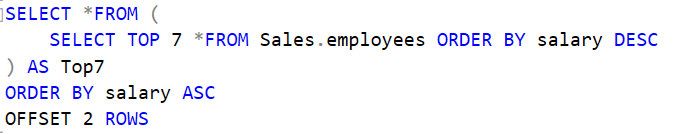 SELECT *FROM (
    SELECT TOP 7 *FROM Sales.employees ORDER BY salary DESC
) AS Top7
ORDER BY salary ASC
OFFSET 2 ROWS